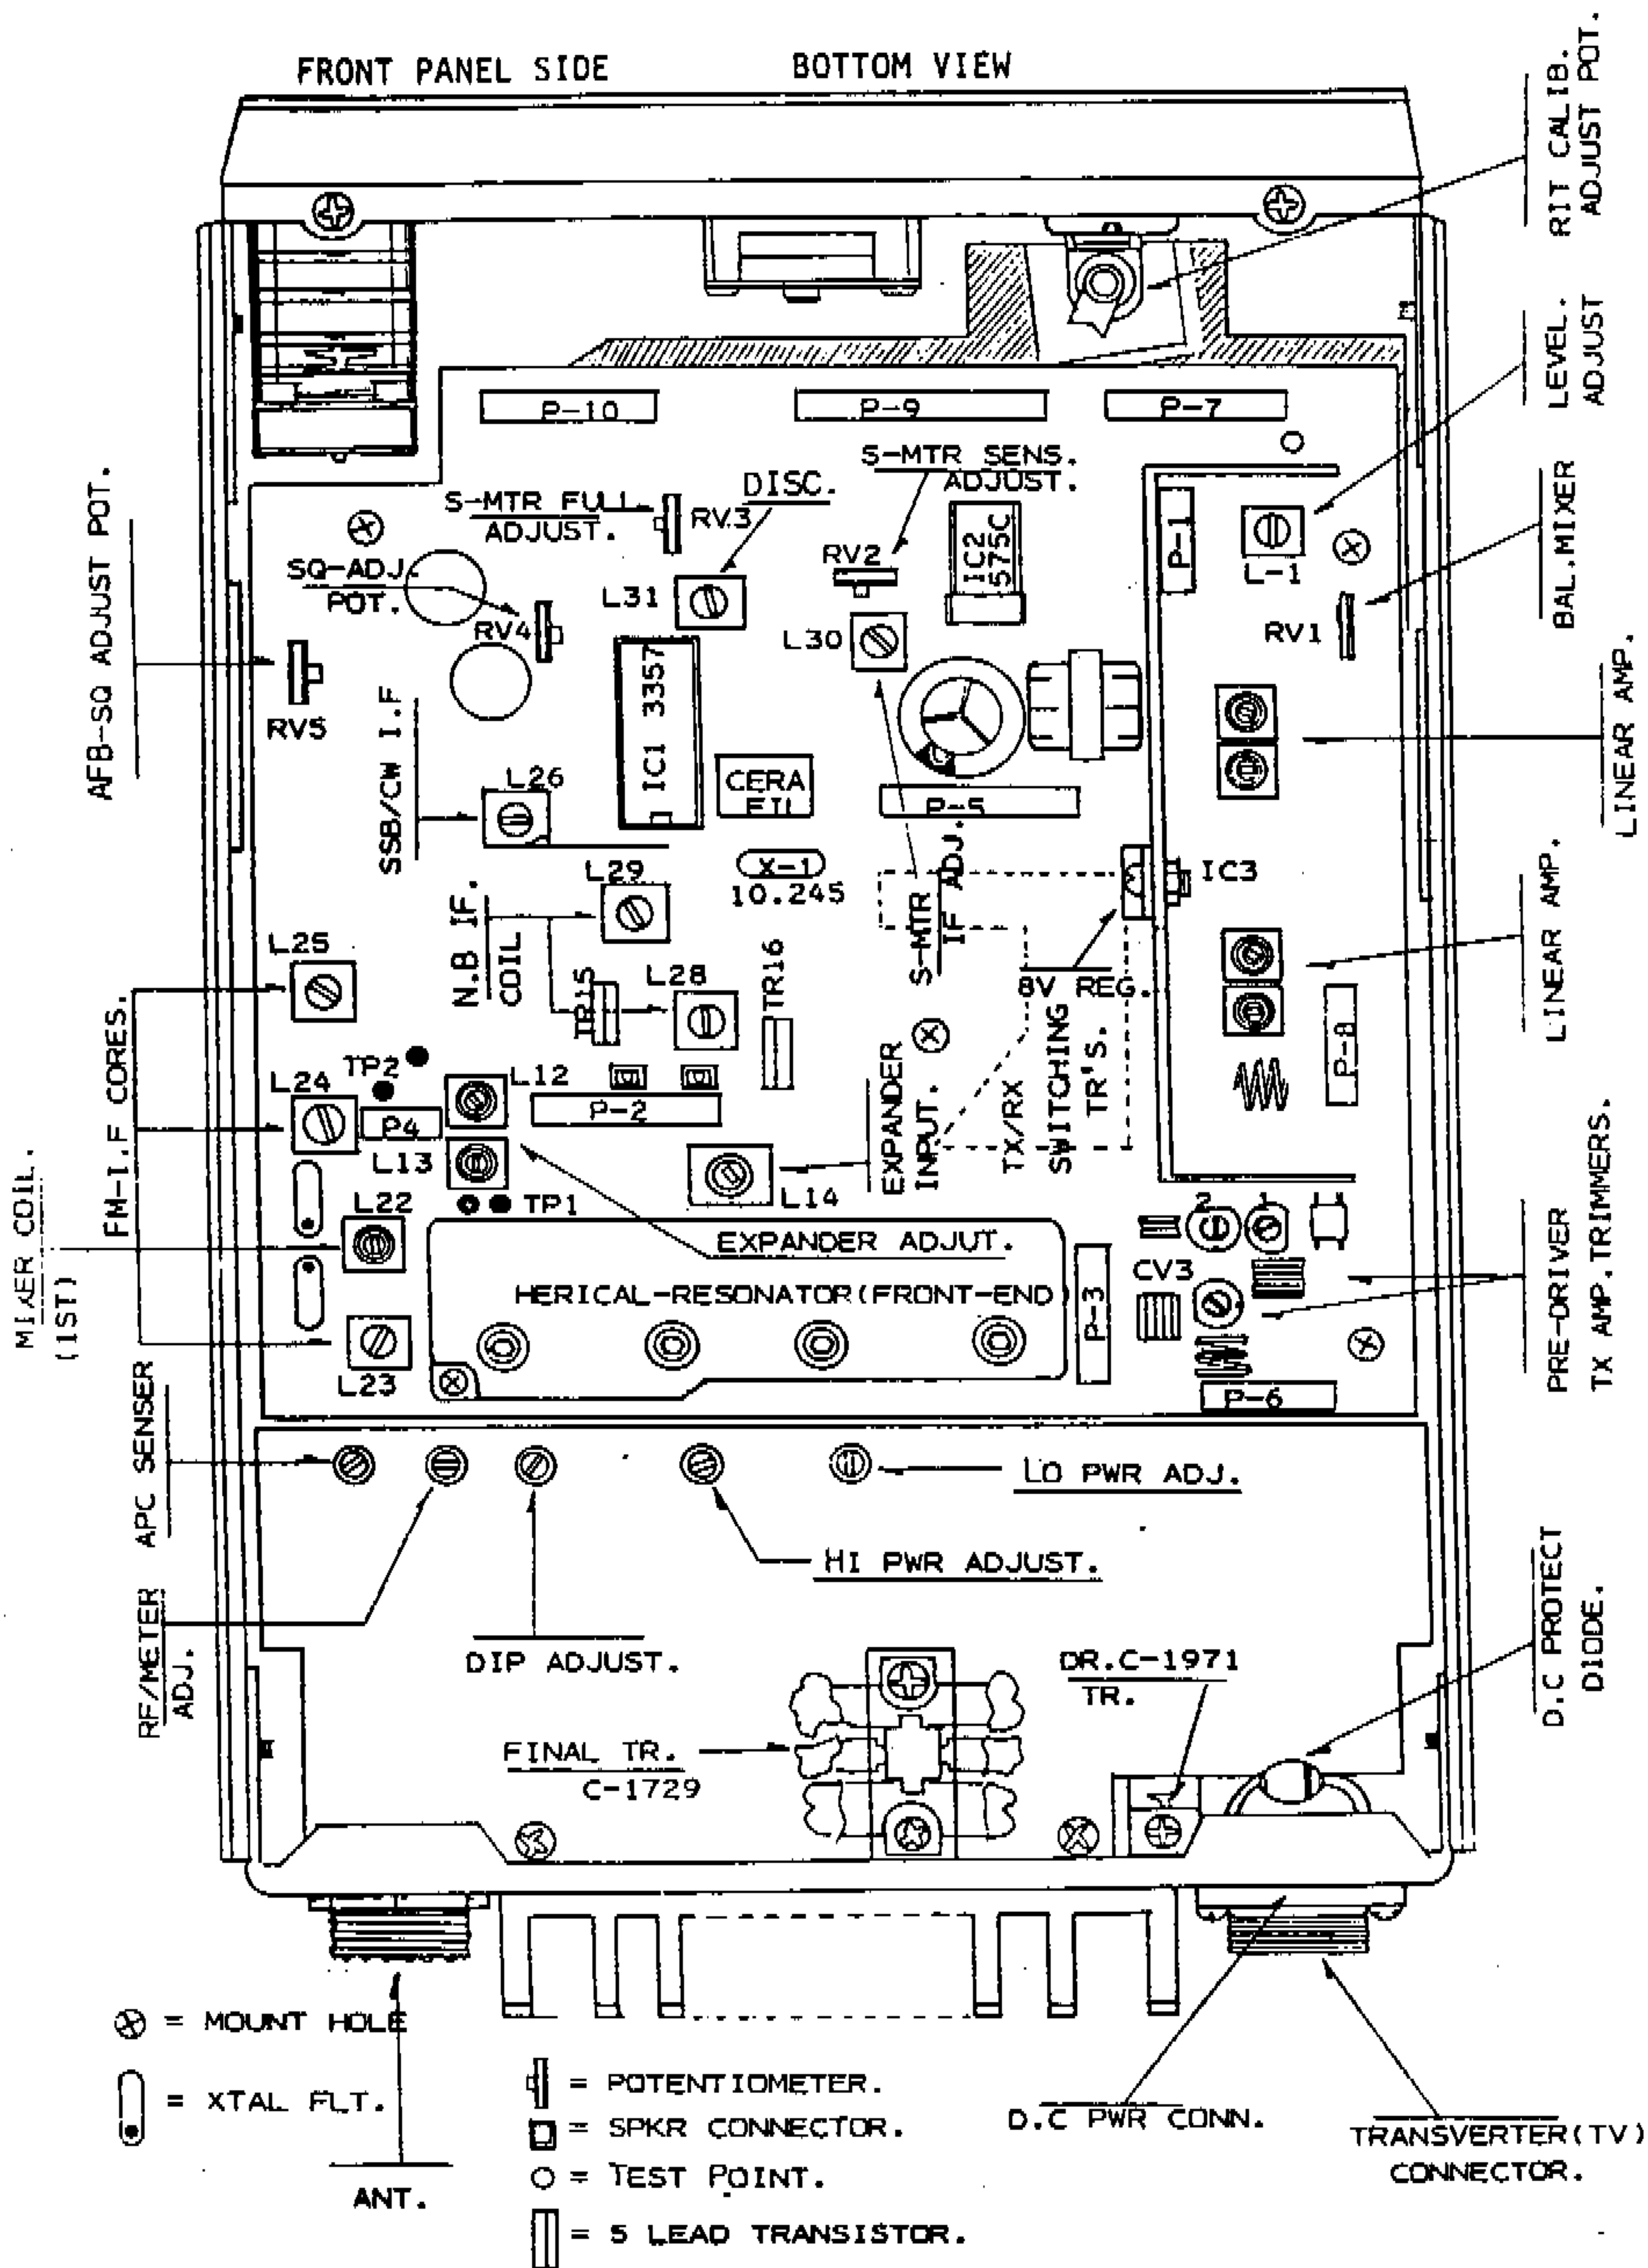 FRONT PANEL SIDE
BOTTOM VIEW
RIT CALIB.
ADJUST POT.
LEVEL.
ADJUST
BAL.MIXER
LINEAR AMP.
LINEAR AMP.
PRE-DRIVER
TX AMP.TRIMMERS.
D.C PROTECT
DIODE.
AFB-SQ ADJUST POT.
FM-I.F CORES.
MIXER COIL.
(1ST)
APC SENSER
RF/METER
ADJ.
P-10
P-9
P-7
S-MTR FULL
ADJUST.
RV3
DISC.
S-MTR SENS.
ADJUST.
RV2
IC2
575C
P-1
L-1
RV1
SQ-ADJ.
POT.
RV4
L31
L30
RV5
SSB/CW I.F
L26
IC1 3357
CERA
FIL
P-5
X-1
10.245
S-MTR
IF ADJ.
IC3
8V REG.
N.B IF.
COIL
L29
L28
TR15
TR16
L25
TP2
L24
P4
L12
L13
P-2
TP1
L14
EXPANDER
INPUT.
TX/RX
SWITCHING
TR'S.
P-8
L22
L23
EXPANDER ADJUT.
HERICAL-RESONATOR(FRONT-END)
P-3
2
1
CV3
P-6
LO PWR ADJ.
HI PWR ADJUST.
DIP ADJUST.
FINAL TR.
C-1729
DR.C-1971
TR.
= MOUNT HOLE
= XTAL FLT.
ANT.
= POTENTIOMETER.
= SPKR CONNECTOR.
= TEST POINT.
= 5 LEAD TRANSISTOR.
D.C PWR CONN.
TRANSVERTER(TV)
CONNECTOR.